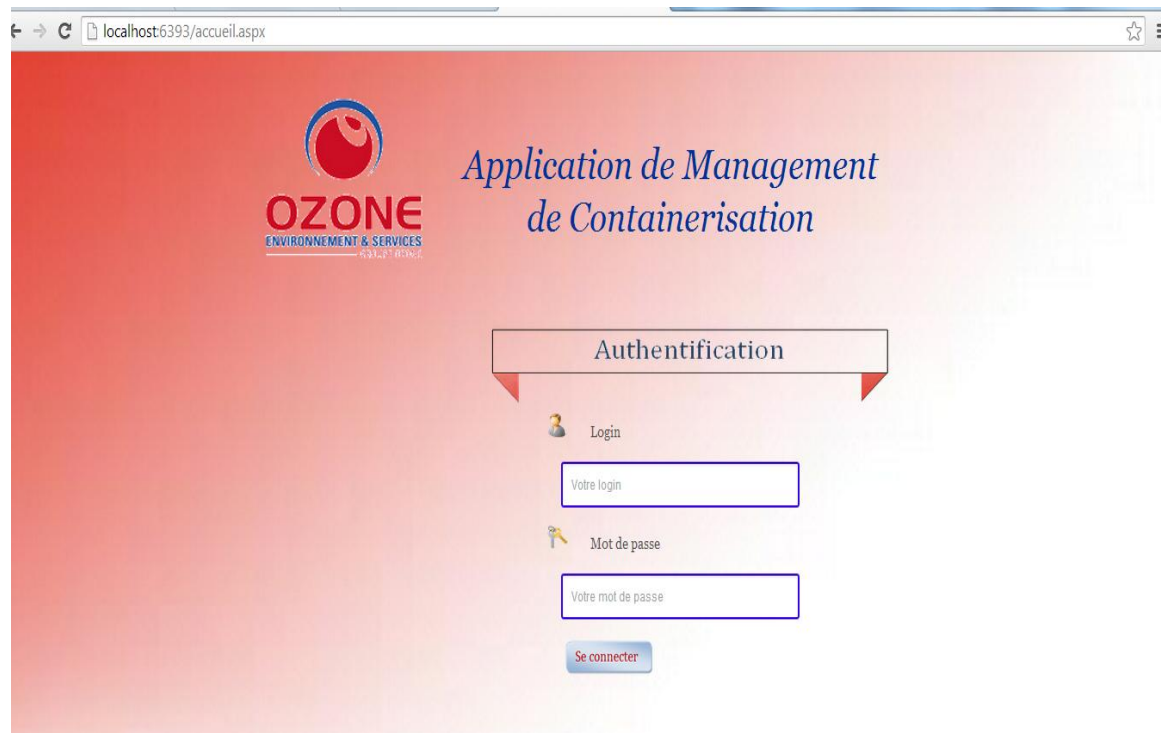 localhost:6393/accueil.aspx
OZONE
ENVIRONNEMENT & SERVICES
Application de Management
de Containerisation
Authentification
Login
Votre login
Mot de passe
Votre mot de passe
Se connecter